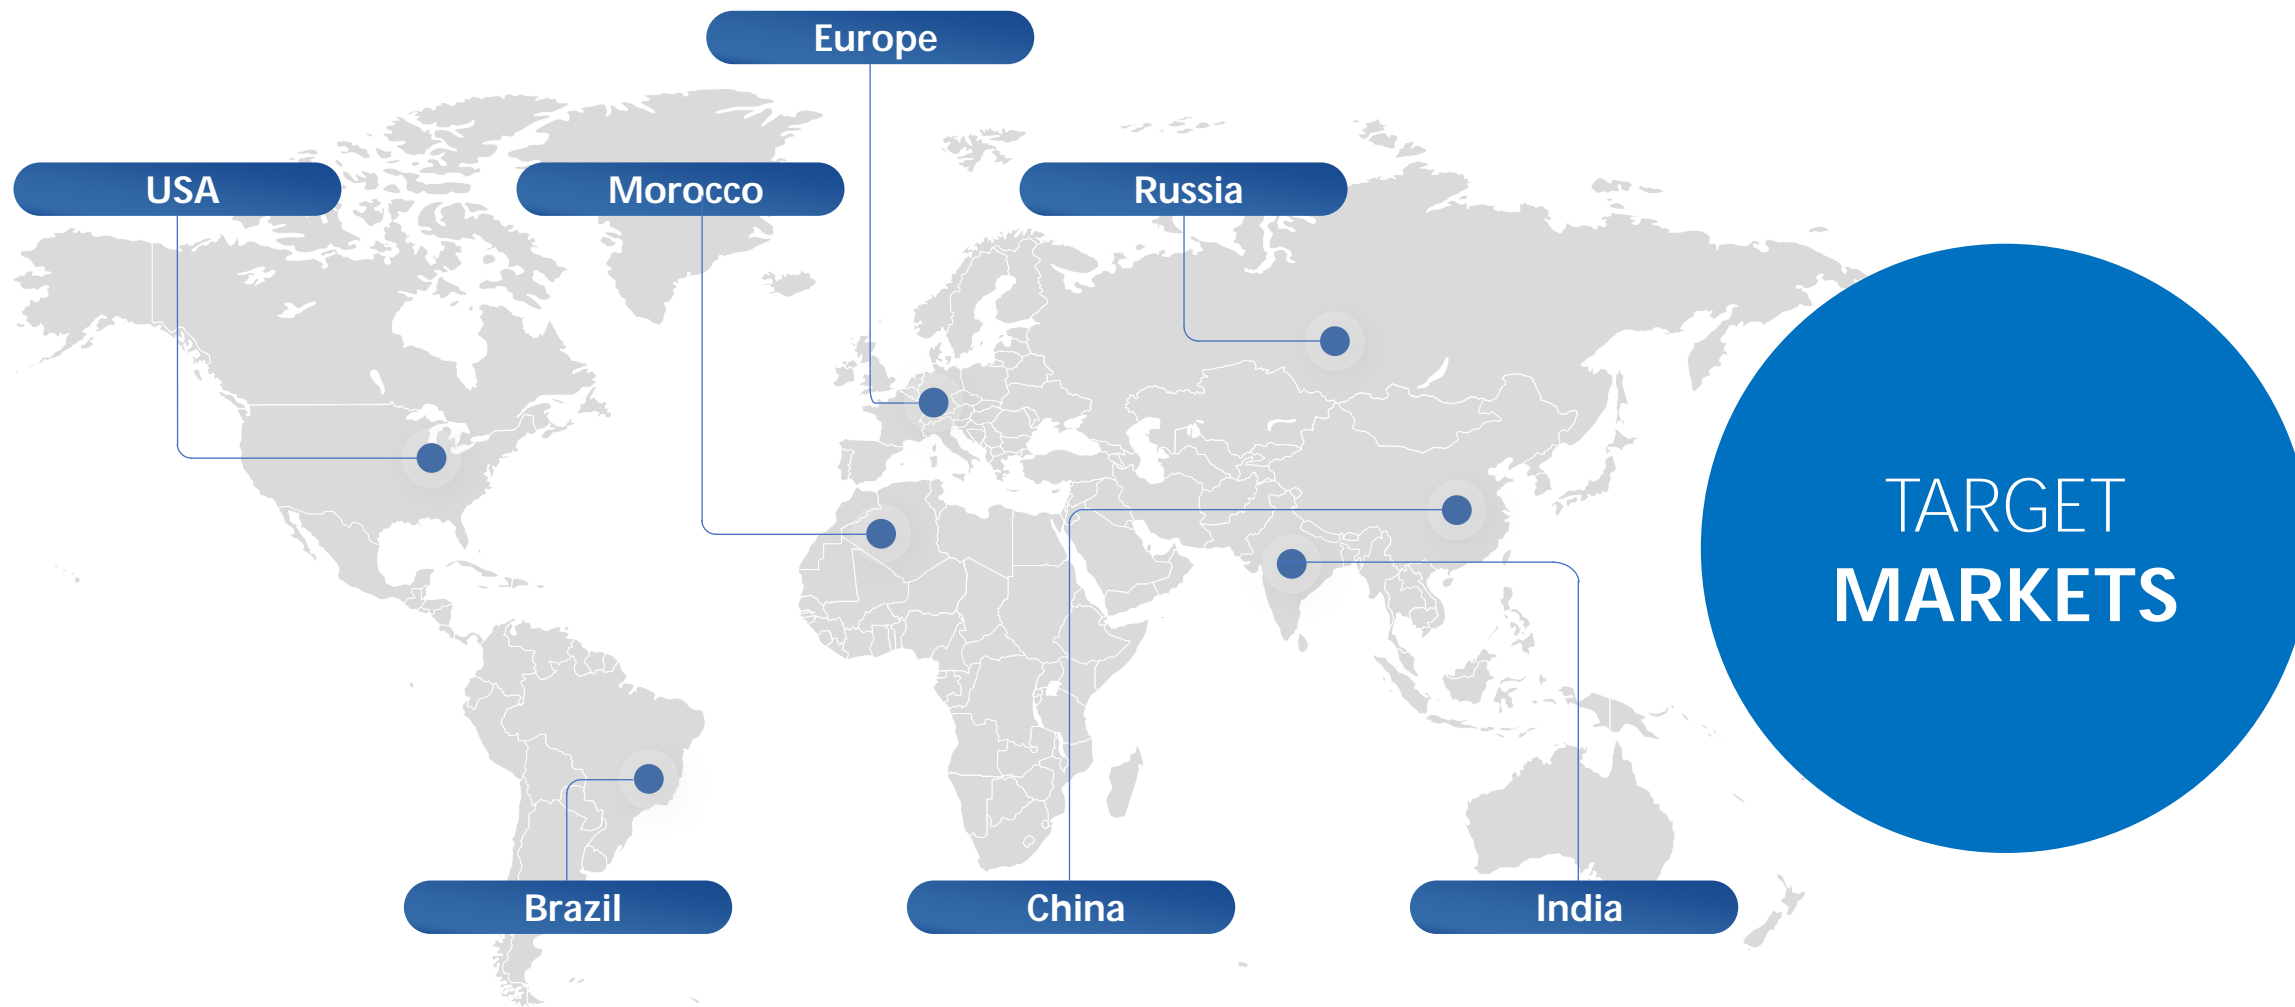 Europe
USA
Morocco
Russia
TARGET
MARKETS
Brazil
China
India